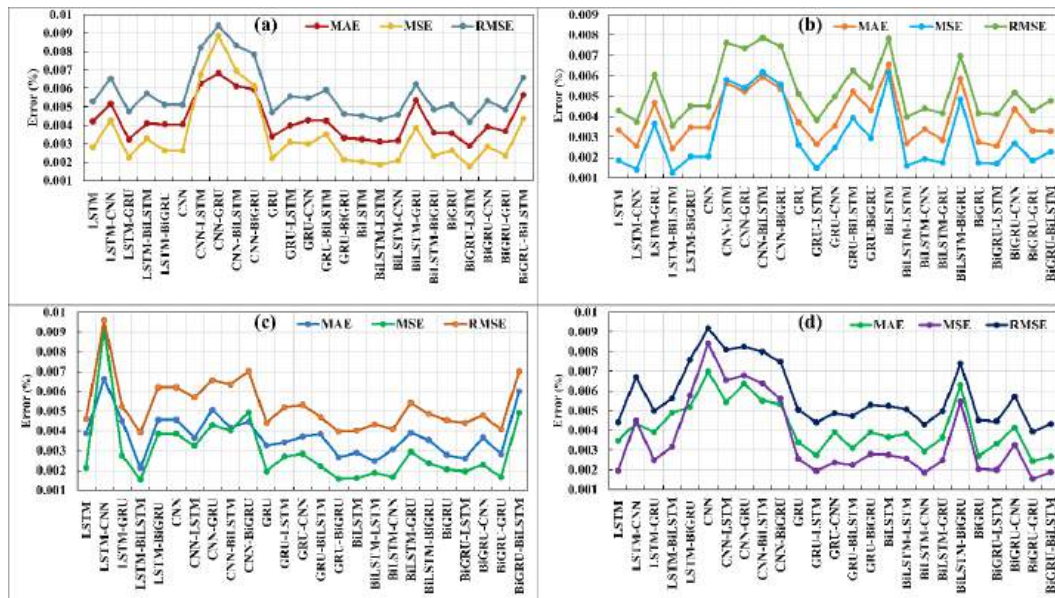 (a)
MAE MSE RMSE
Error (%)
0.01
0.009
0.008
0.007
0.006
0.005
0.004
0.003
0.002
0.001
LSTM
LSTM-CNN
LSTM-GRU
LSTM-BiLSTM
LSTM-BiGRU
CNN
CNN-LSTM
CNN-GRU
CNN-BiLSTM
CNN-BiGRU
GRU
GRU-LSTM
GRU-CNN
GRU-BiLSTM
GRU-BiGRU
BiLSTM
BiLSTM-LSTM
BiLSTM-CNN
BiLSTM-GRU
BiLSTM-BiGRU
BiGRU
BiGRU-LSTM
BiGRU-CNN
BiGRU-GRU
BiGRU-BiLSTM
(b)
MAE MSE RMSE
Error (%)
0.009
0.008
0.007
0.006
0.005
0.004
0.003
0.002
0.001
LSTM
LSTM-CNN
LSTM-GRU
LSTM-BiLSTM
LSTM-BiGRU
CNN
CNN-LSTM
CNN-GRU
CNN-BiLSTM
CNN-BiGRU
GRU
GRU-LSTM
GRU-CNN
GRU-BiLSTM
GRU-BiGRU
BiLSTM
BiLSTM-LSTM
BiLSTM-CNN
BiLSTM-GRU
BiLSTM-BiGRU
BiGRU
BiGRU-LSTM
BiGRU-CNN
BiGRU-GRU
BiGRU-BiLSTM
(c)
MAE MSE RMSE
Error (%)
0.01
0.009
0.008
0.007
0.006
0.005
0.004
0.003
0.002
0.001
LSTM
LSTM-CNN
LSTM-GRU
LSTM-BiLSTM
LSTM-BiGRU
CNN
CNN-LSTM
CNN-GRU
CNN-BiLSTM
CNN-BiGRU
GRU
GRU-LSTM
GRU-CNN
GRU-BiLSTM
GRU-BiGRU
BiLSTM
BiLSTM-LSTM
BiLSTM-CNN
BiLSTM-GRU
BiLSTM-BiGRU
BiGRU
BiGRU-LSTM
BiGRU-CNN
BiGRU-GRU
BiGRU-BiLSTM
(d)
MAE MSE RMSE
Error (%)
0.01
0.009
0.008
0.007
0.006
0.005
0.004
0.003
0.002
0.001
LSTM
LSTM-CNN
LSTM-GRU
LSTM-BiLSTM
LSTM-BiGRU
CNN
CNN-LSTM
CNN-GRU
CNN-BiLSTM
CNN-BiGRU
GRU
GRU-LSTM
GRU-CNN
GRU-BiLSTM
GRU-BiGRU
BiLSTM
BiLSTM-LSTM
BiLSTM-CNN
BiLSTM-GRU
BiLSTM-BiGRU
BiGRU
BiGRU-LSTM
BiGRU-CNN
BiGRU-GRU
BiGRU-BiLSTM